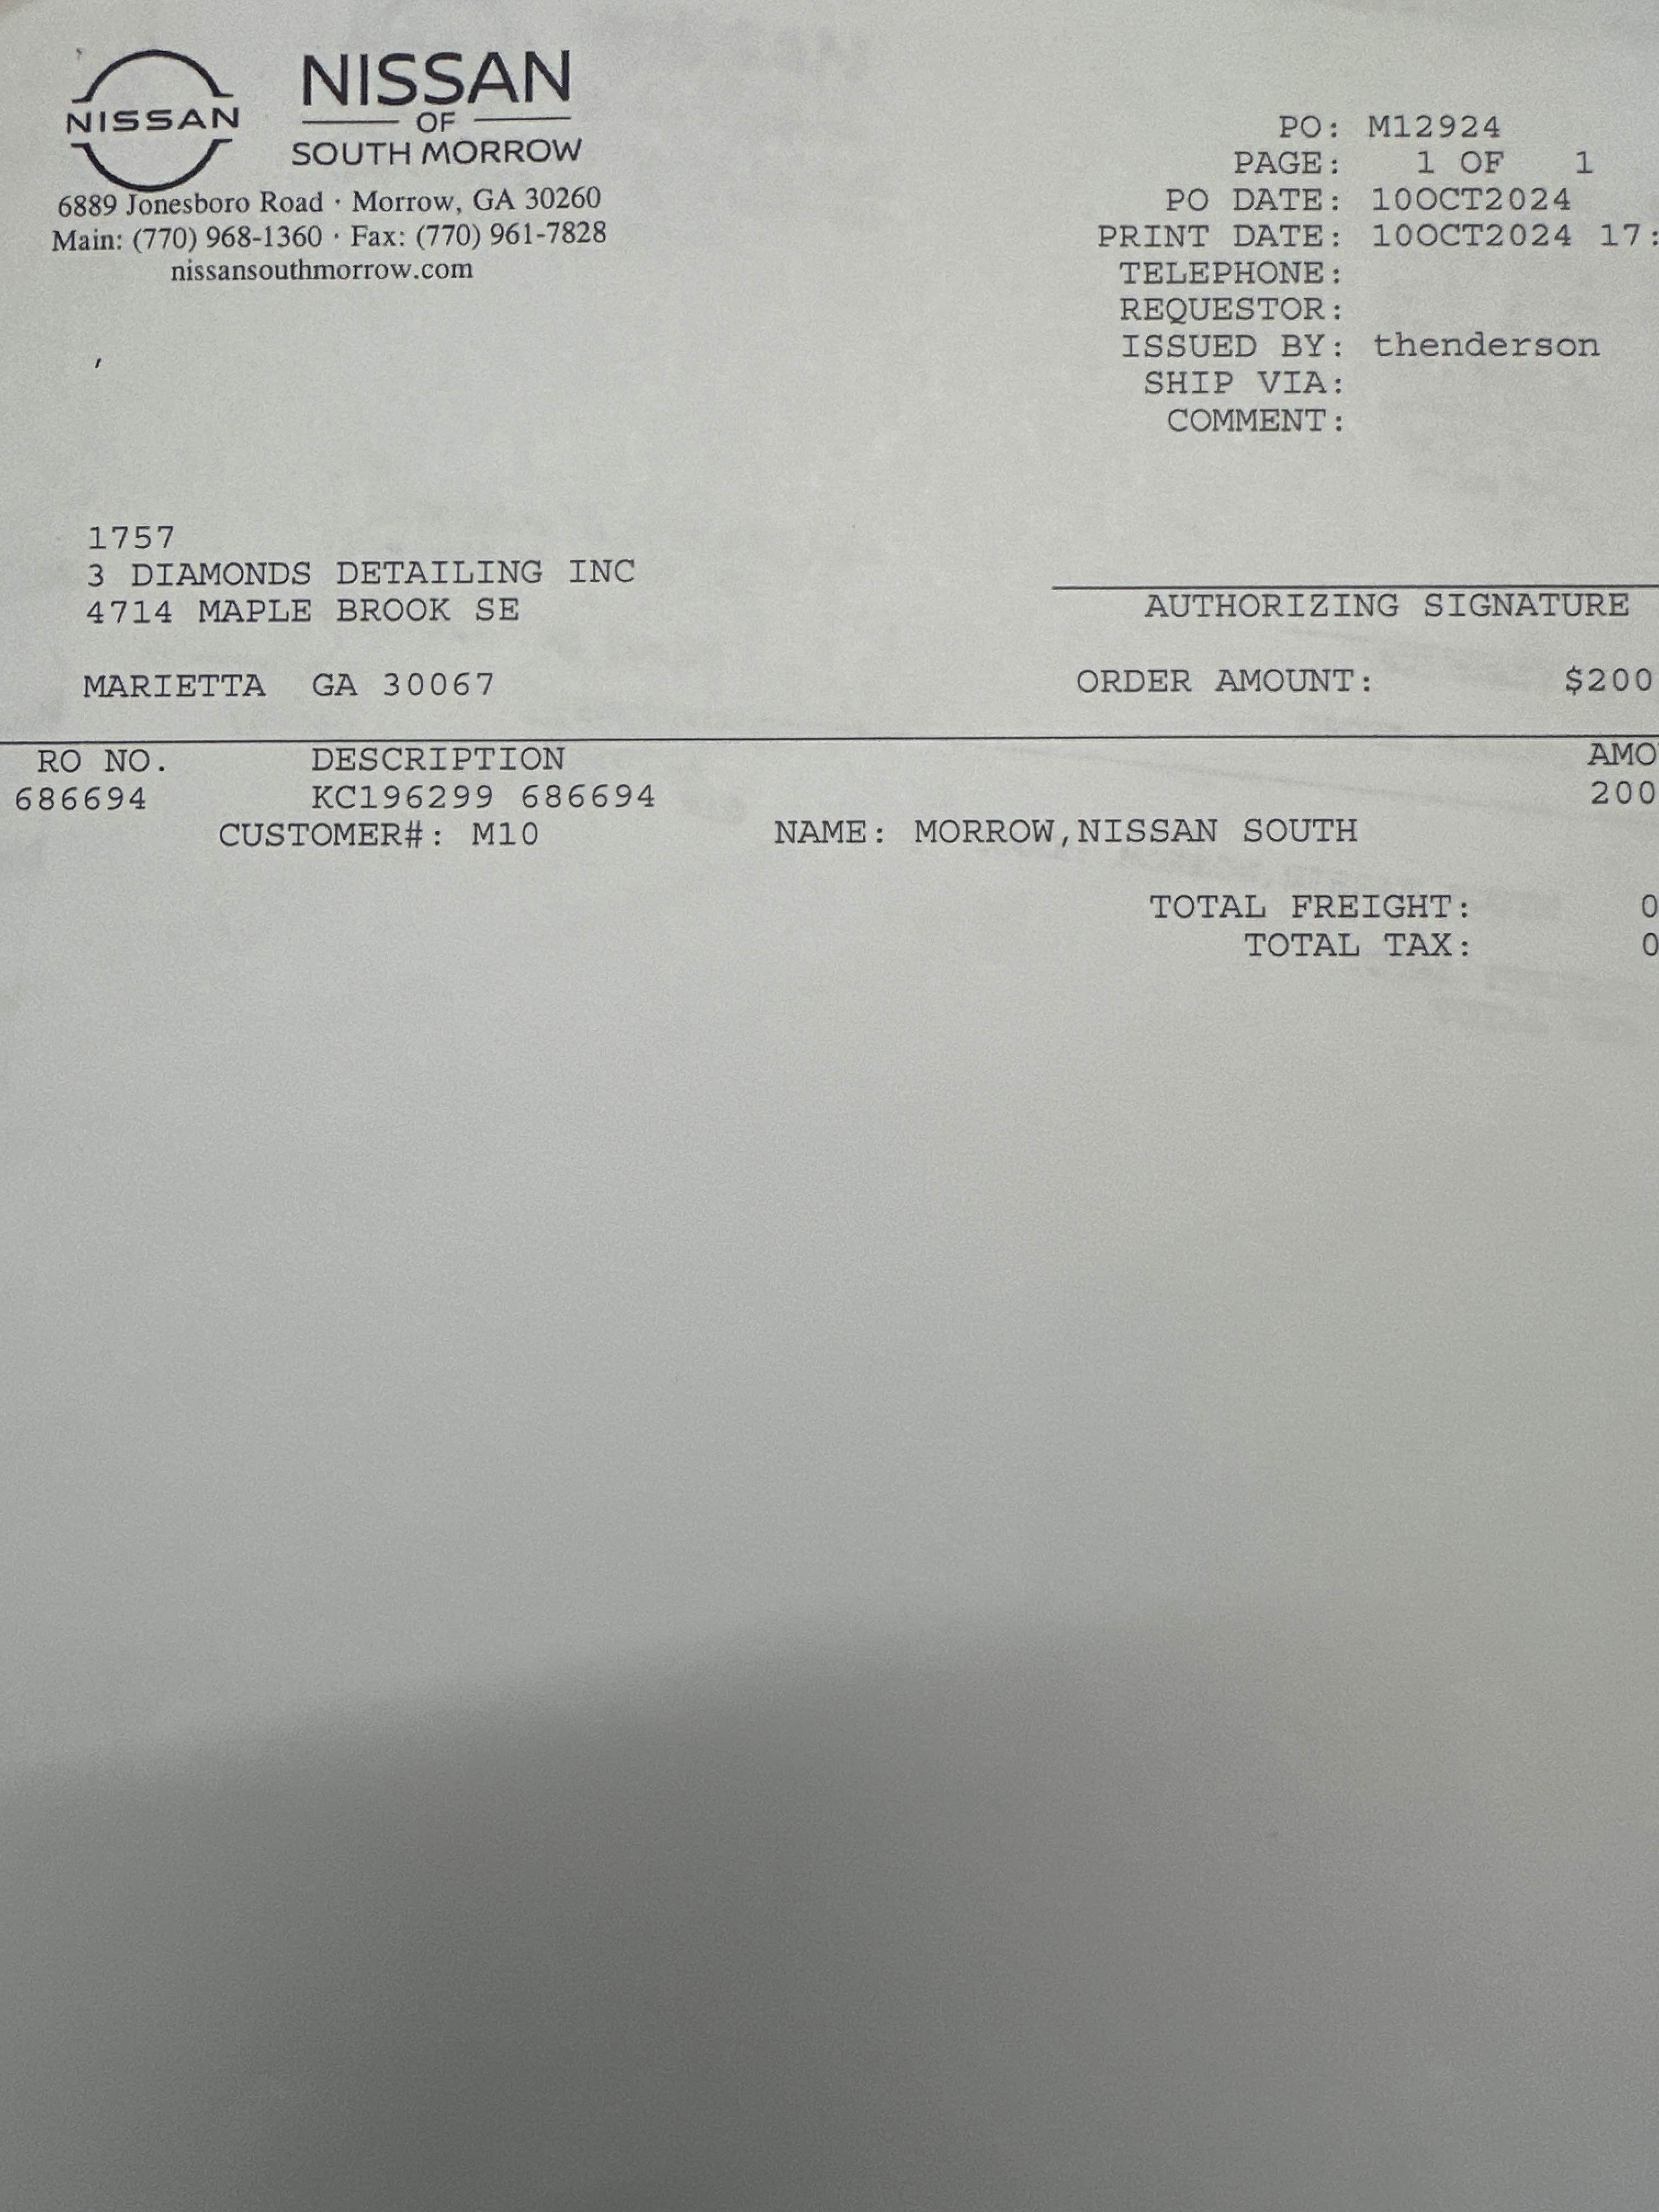 NISSAN
NISSAN
OF
SOUTH MORROW
6889 Jonesboro Road · Morrow, GA 30260
Main: (770) 968-1360 · Fax: (770) 961-7828
nissansouthmorrow.com
PO: M12924
PAGE: 1 OF 1
PO DATE: 10OCT2024
PRINT DATE: 10OCT2024 17:
TELEPHONE:
REQUESTOR:
ISSUED BY: thenderson
SHIP VIA:
COMMENT:
1757
3 DIAMONDS DETAILING INC
4714 MAPLE BROOK SE
MARIETTA GA 30067
AUTHORIZING SIGNATURE
ORDER AMOUNT: $200
RO NO. DESCRIPTION AMO
686694 KC196299 686694 200
CUSTOMER#: M10 NAME: MORROW,NISSAN SOUTH
TOTAL FREIGHT: 0
TOTAL TAX: 0